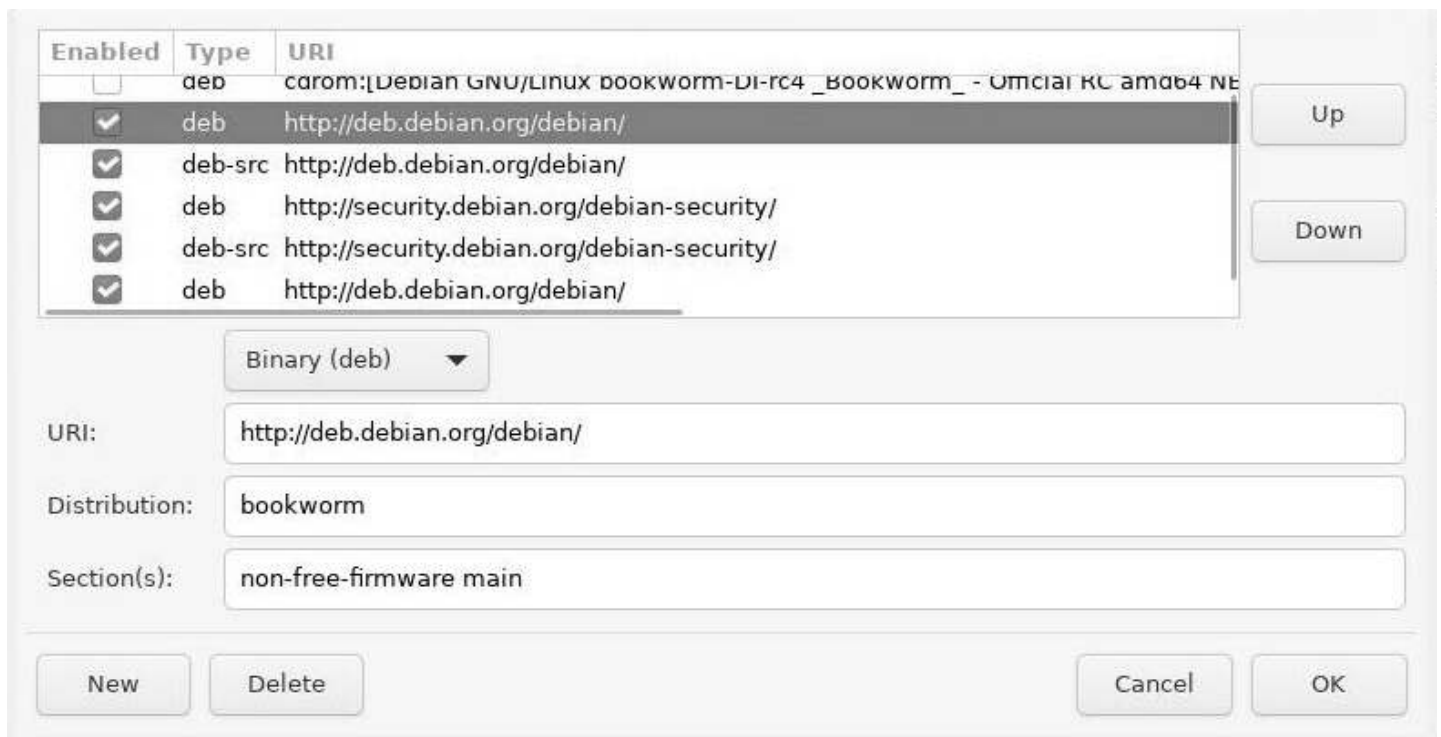 Enabled Type URI
deb cdrom:[Debian GNU/Linux bookworm-DI-rc4 _Bookworm_ - Official RC amd64 NE
Up
deb http://deb.debian.org/debian/
deb-src http://deb.debian.org/debian/
deb http://security.debian.org/debian-security/
Down
deb-src http://security.debian.org/debian-security/
deb http://deb.debian.org/debian/
Binary (deb)
URI: http://deb.debian.org/debian/
Distribution: bookworm
Section(s): non-free-firmware main
New Delete Cancel OK